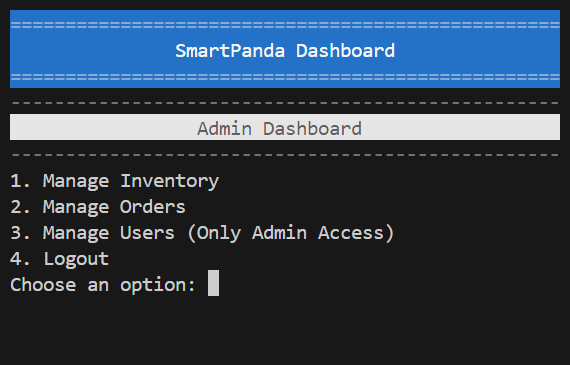 ==================================================
SmartPanda Dashboard
==================================================
--------------------------------------------------
Admin Dashboard
--------------------------------------------------
1. Manage Inventory
2. Manage Orders
3. Manage Users (Only Admin Access)
4. Logout
Choose an option: